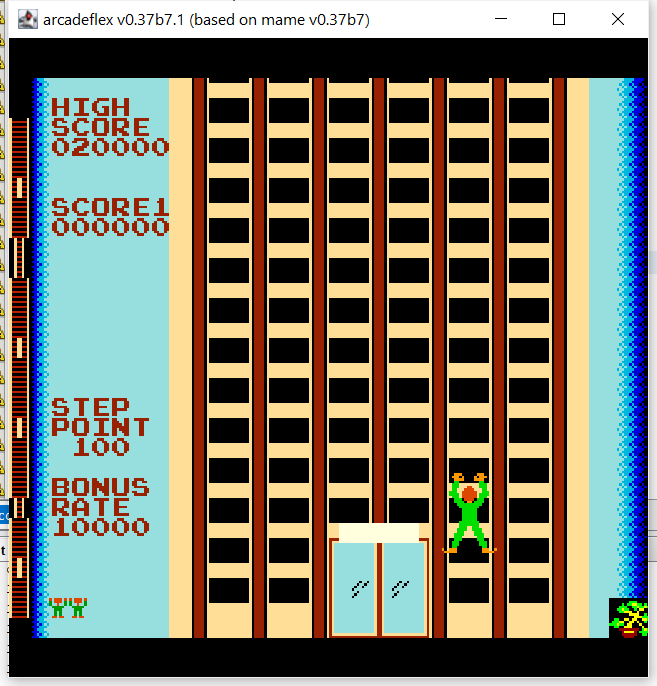 arcadeflex v0.37b7.1 (based on mame v0.37b7)
HIGH
SCORE
020000
SCORE1
000000
STEP
POINT
100
BONUS
RATE
10000